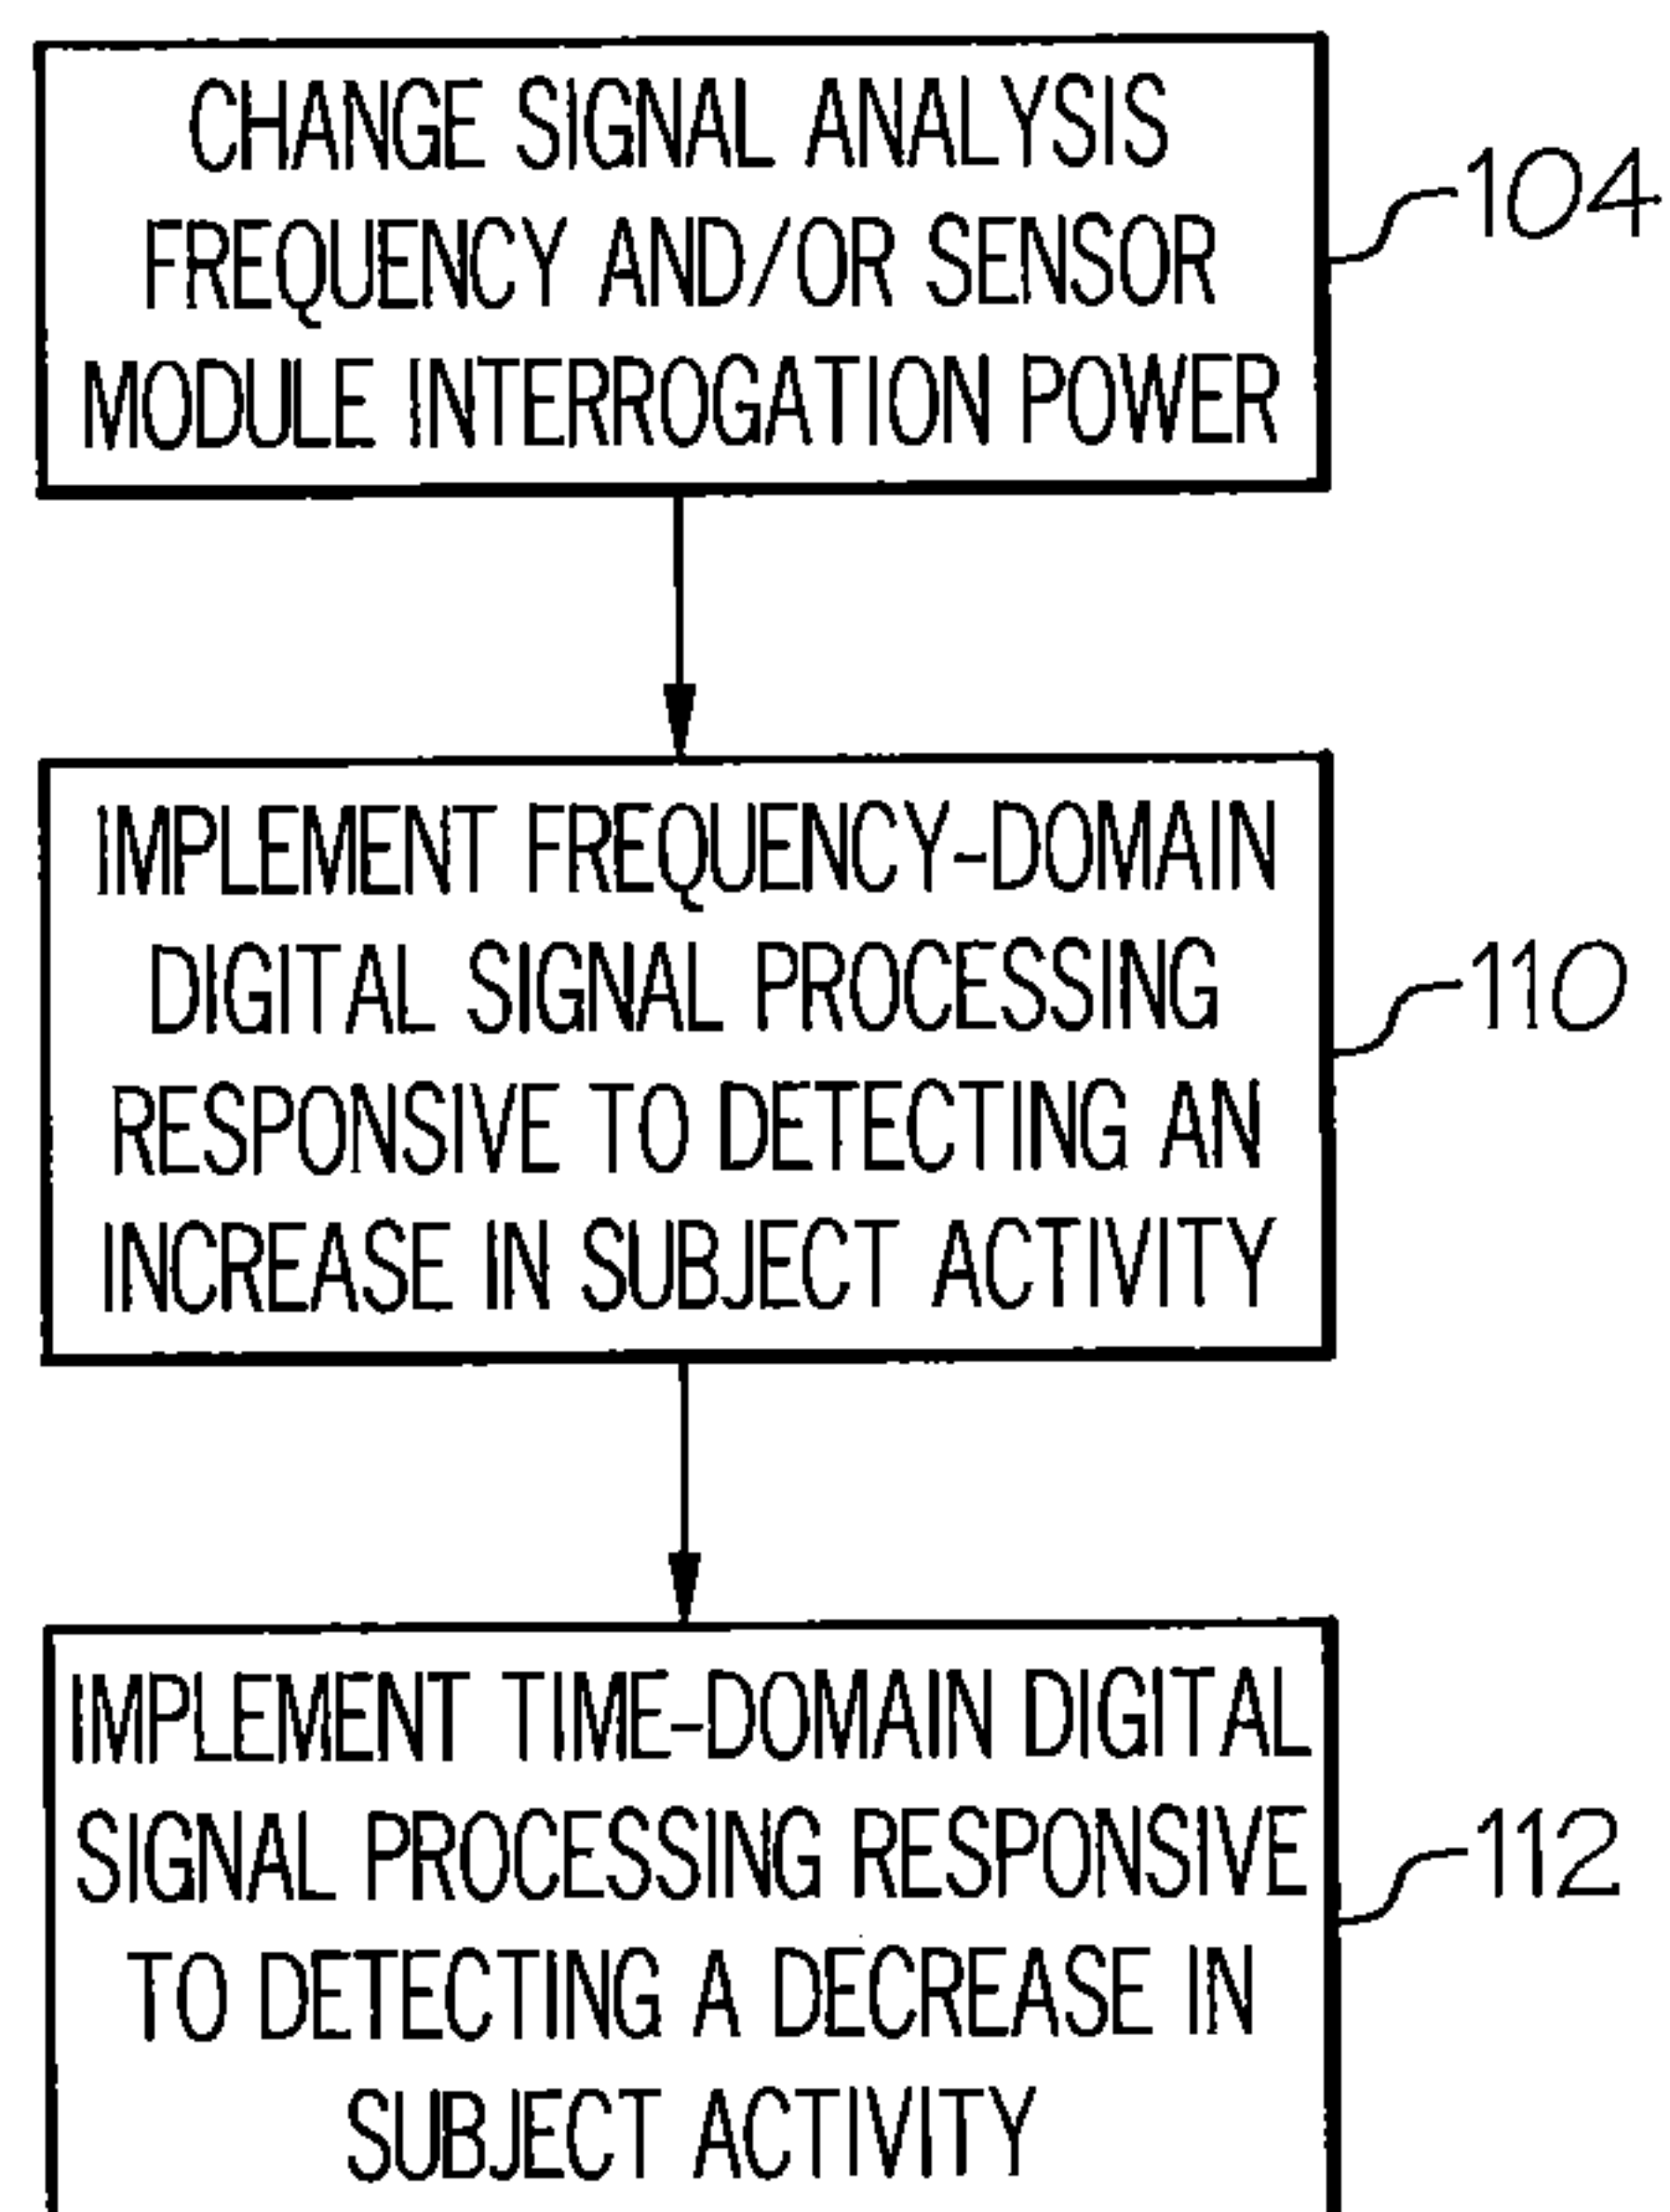 CHANGE SIGNAL ANALYSIS
FREQUENCY AND/OR SENSOR
MODULE INTERROGATION POWER
104
IMPLEMENT FREQUENCY-DOMAIN
DIGITAL SIGNAL PROCESSING
RESPONSIVE TO DETECTING AN
INCREASE IN SUBJECT ACTIVITY
110
IMPLEMENT TIME-DOMAIN DIGITAL
SIGNAL PROCESSING RESPONSIVE
TO DETECTING A DECREASE IN
SUBJECT ACTIVITY
112